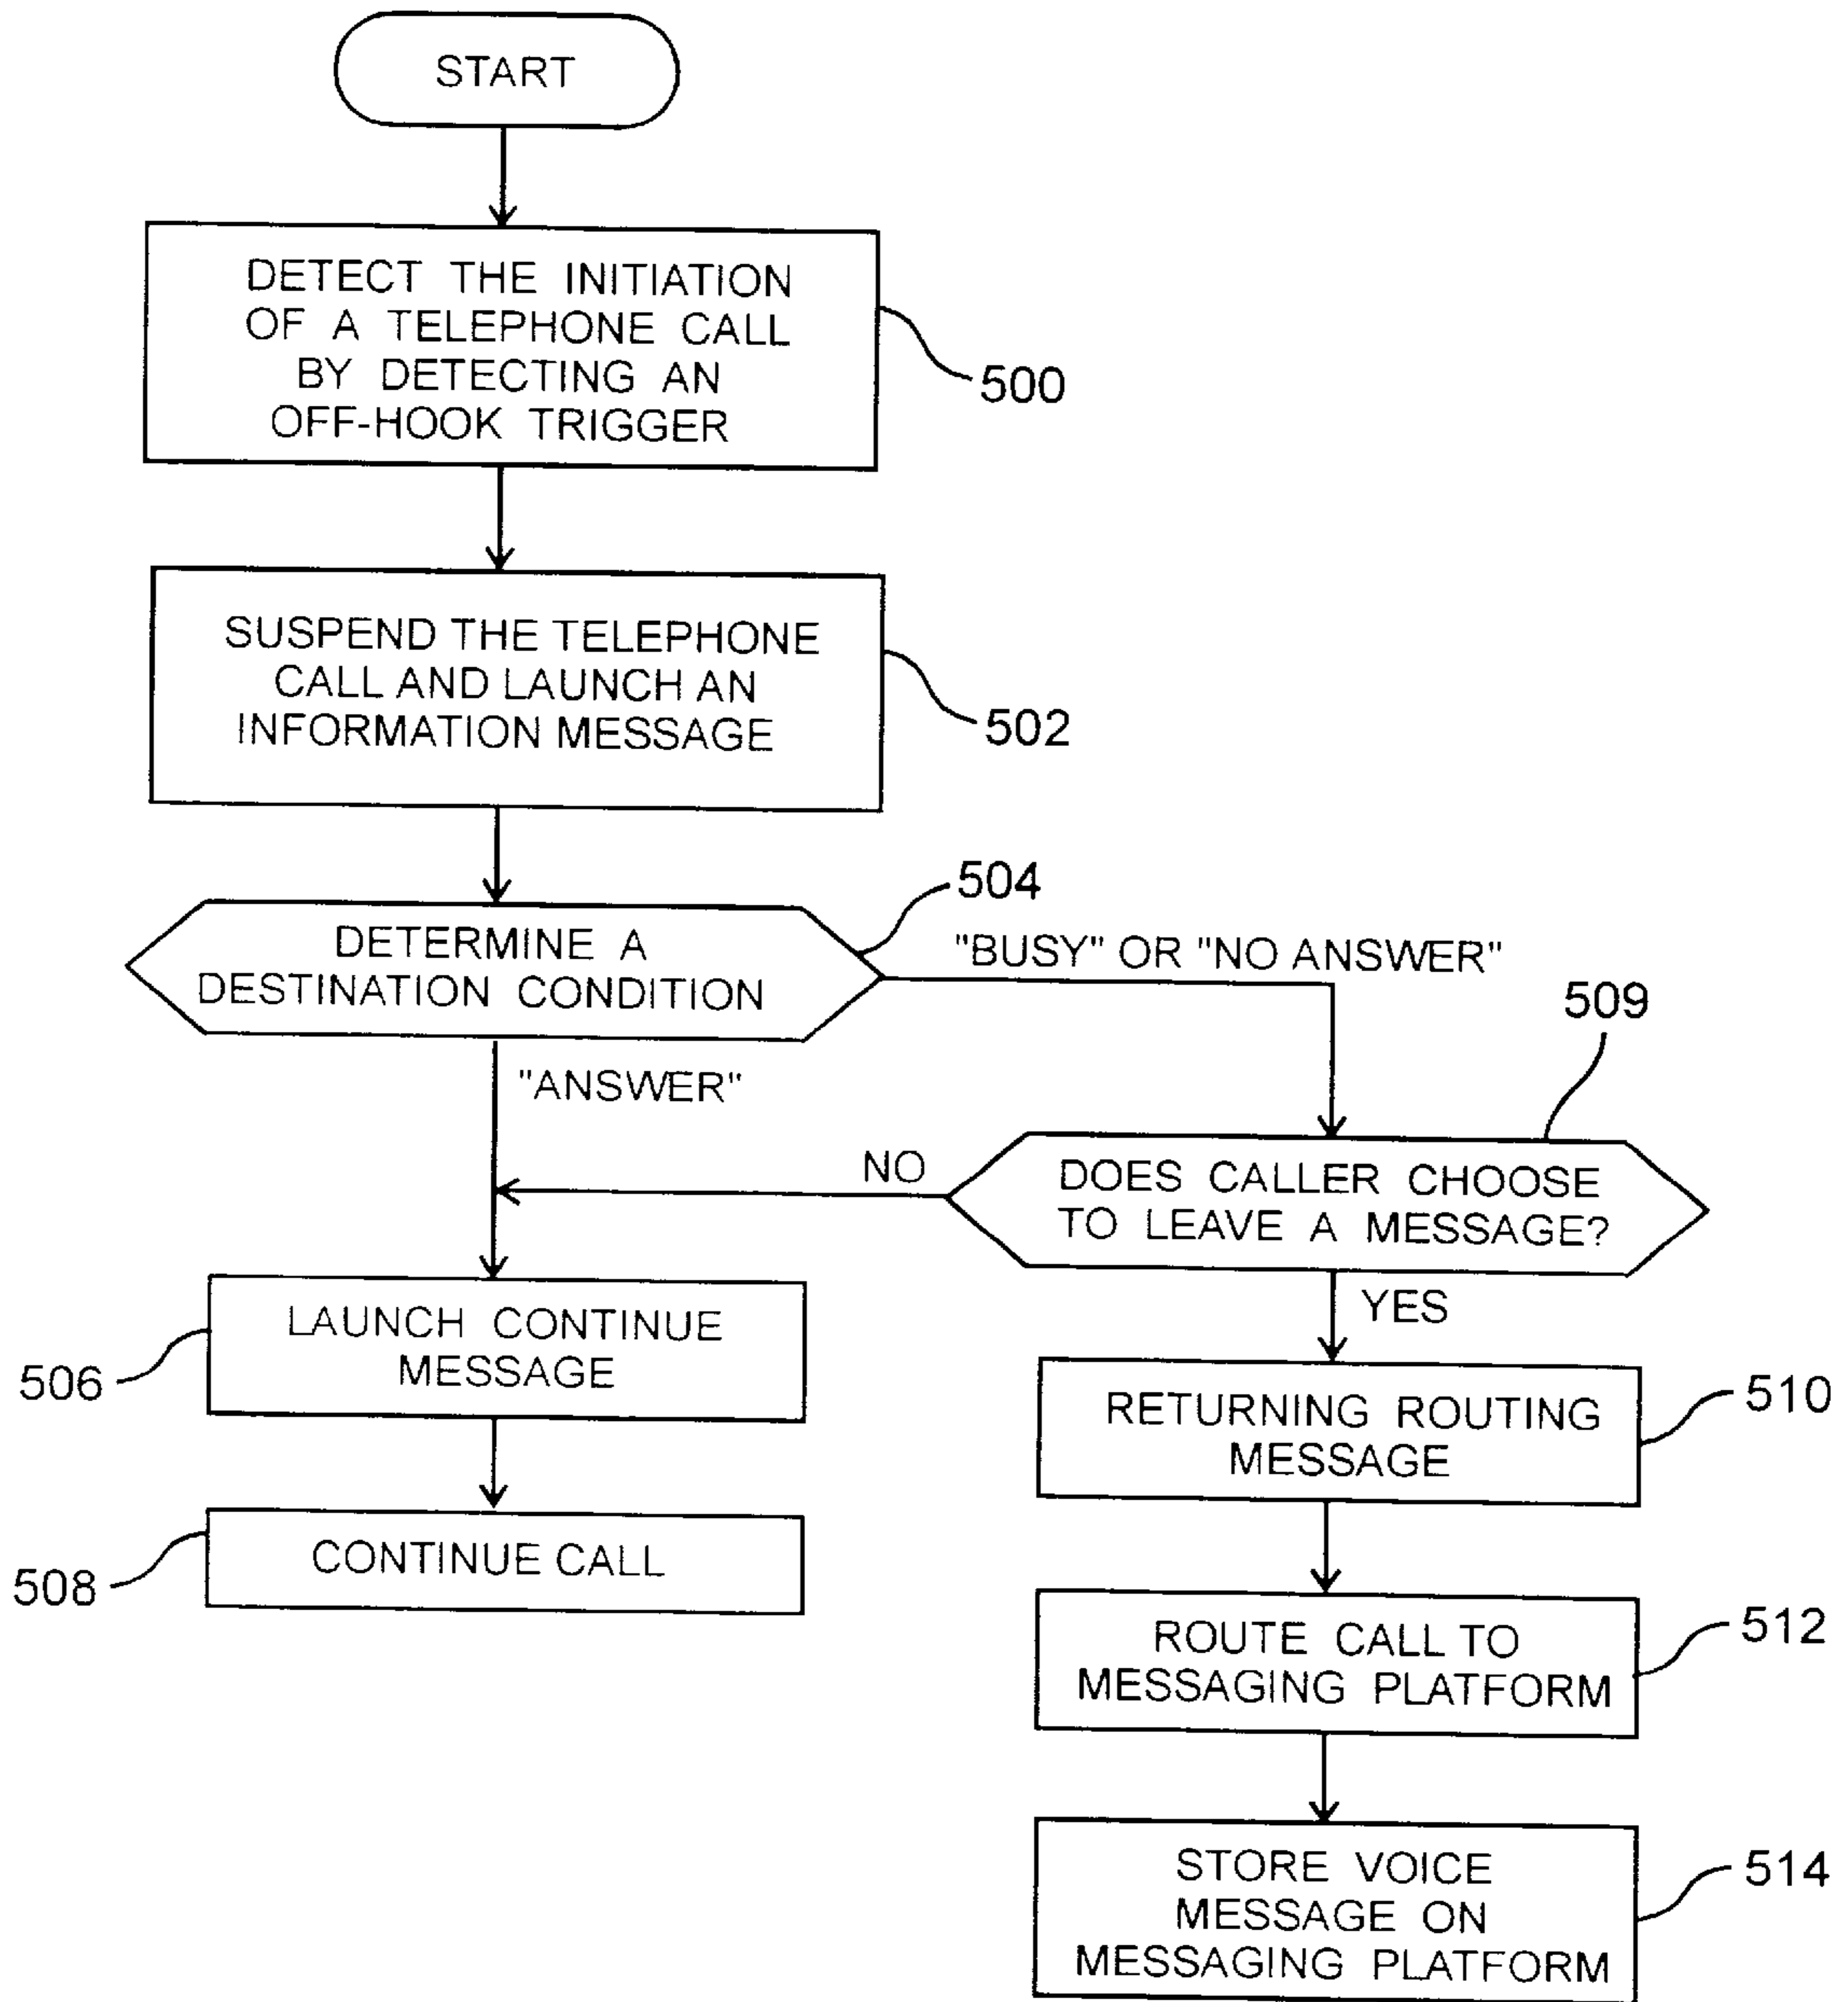 START
DETECT THE INITIATION
OF A TELEPHONE CALL
BY DETECTING AN
OFF-HOOK TRIGGER
500
SUSPEND THE TELEPHONE
CALL AND LAUNCH AN
INFORMATION MESSAGE
502
504
DETERMINE A
DESTINATION CONDITION
"BUSY" OR "NO ANSWER"
509
"ANSWER"
NO
DOES CALLER CHOOSE
TO LEAVE A MESSAGE?
YES
LAUNCH CONTINUE
MESSAGE
506
RETURNING ROUTING
MESSAGE
510
CONTINUE CALL
508
ROUTE CALL TO
MESSAGING PLATFORM
512
STORE VOICE
MESSAGE ON
MESSAGING PLATFORM
514